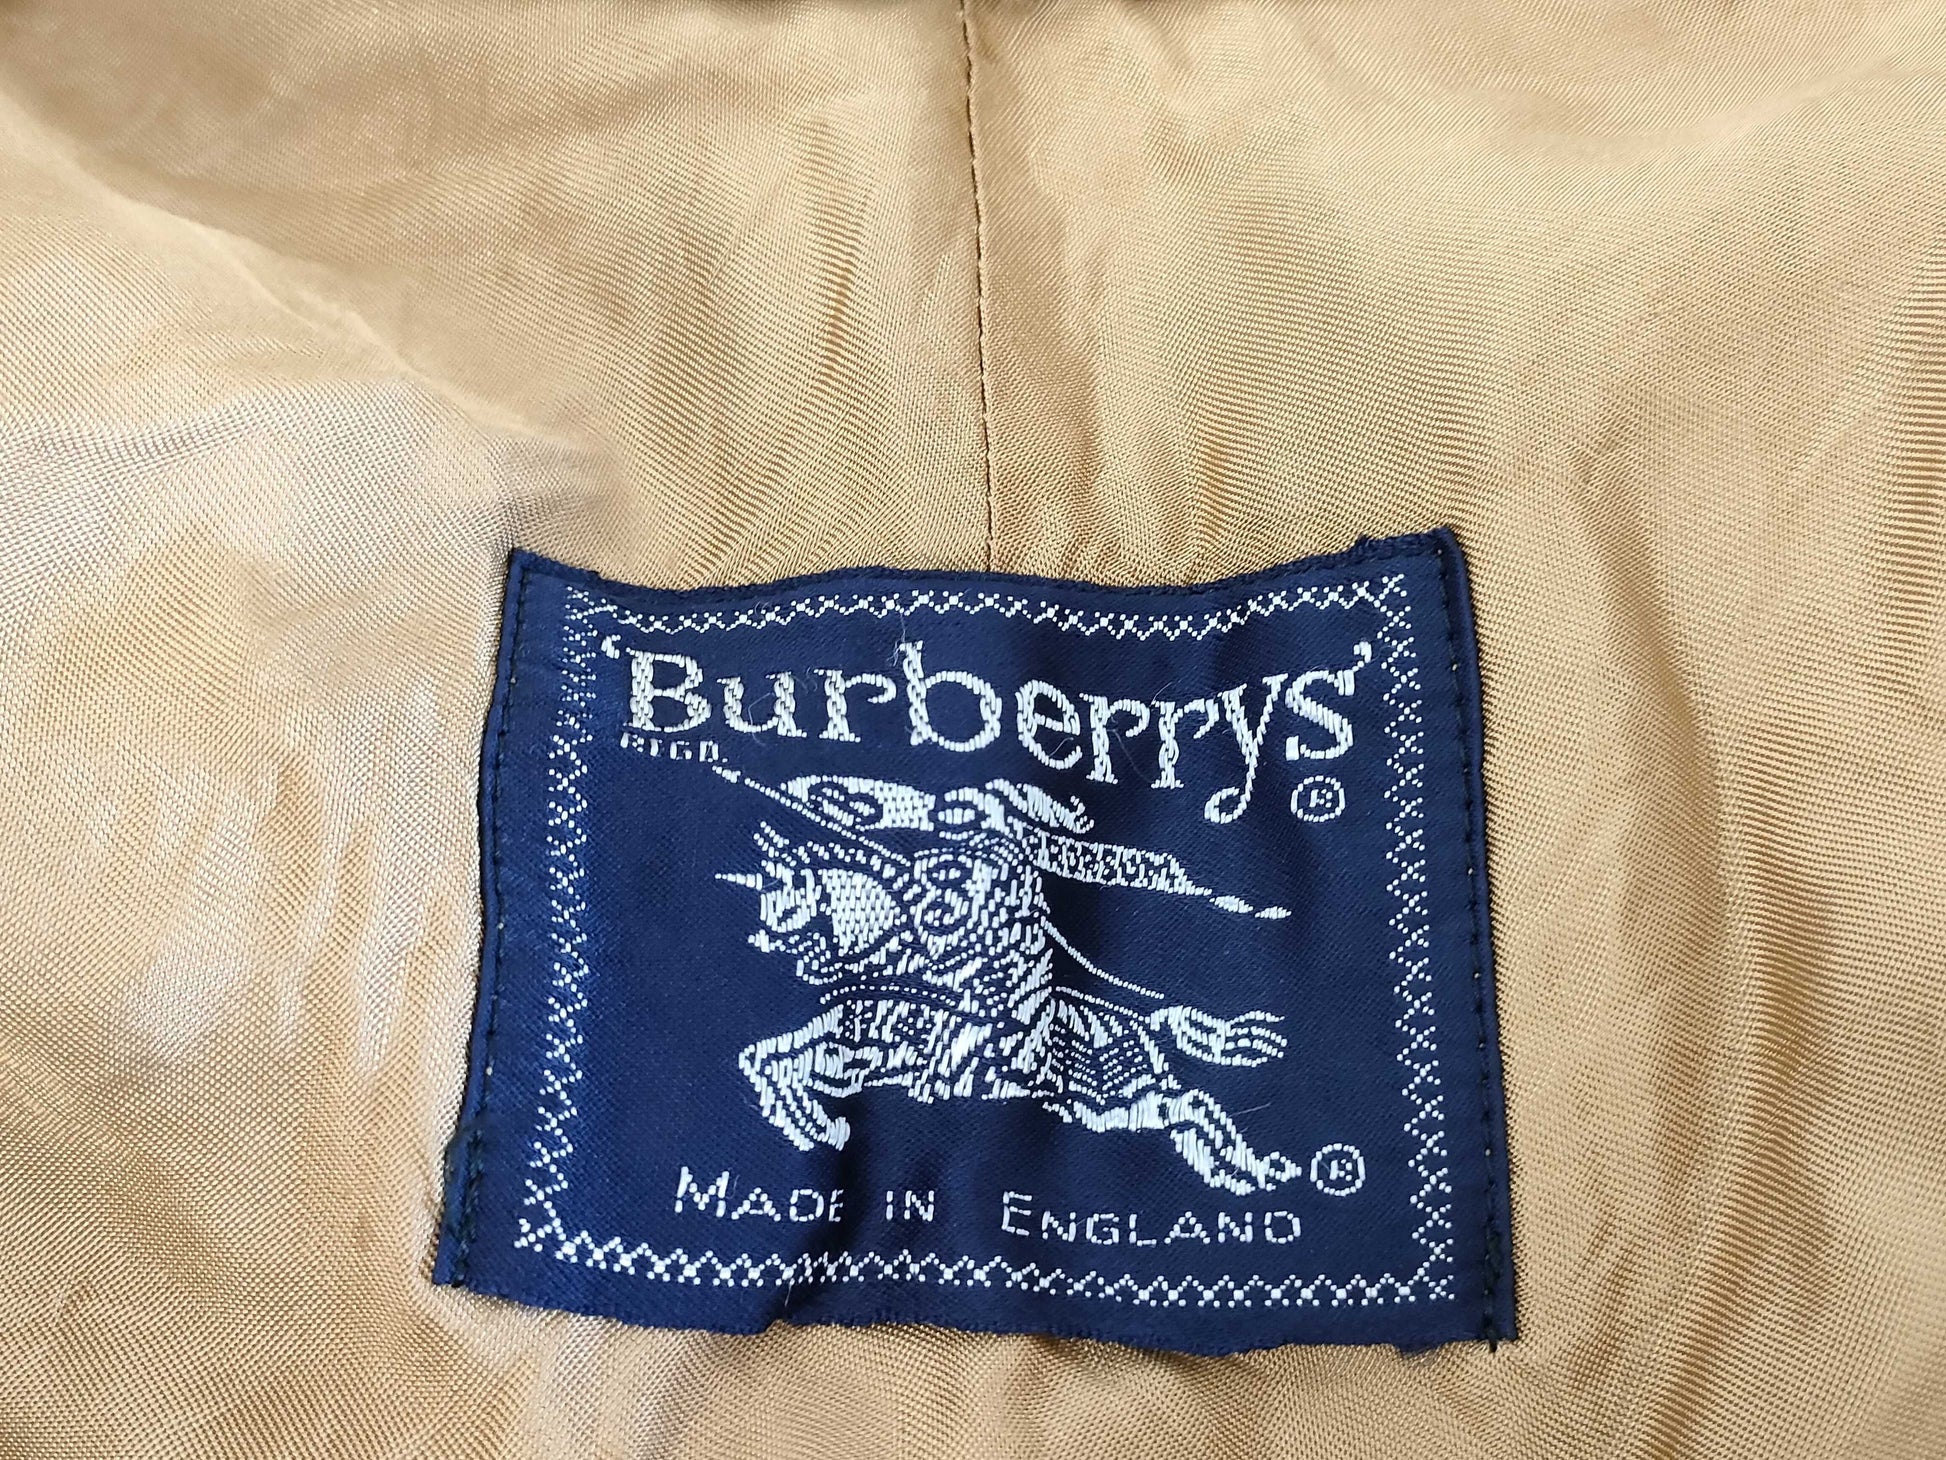 'Burberrys'
REGD. ®
®
MADE IN ENGLAND